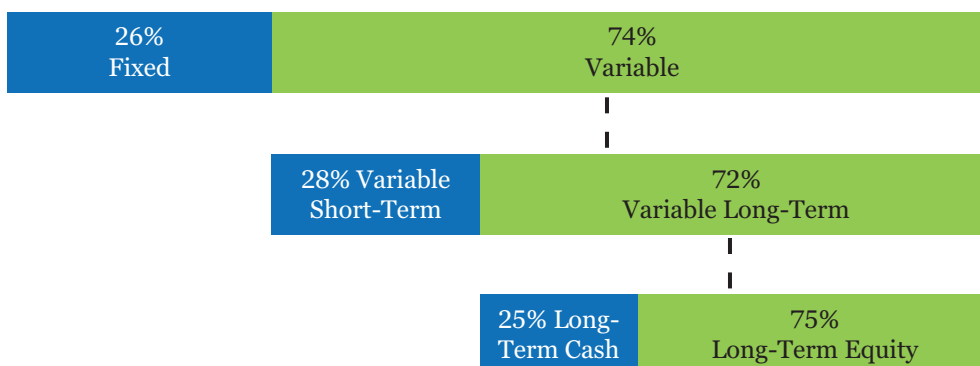 26%
Fixed
74%
Variable
28% Variable
Short-Term
72%
Variable Long-Term
25% Long-
Term Cash
75%
Long-Term Equity